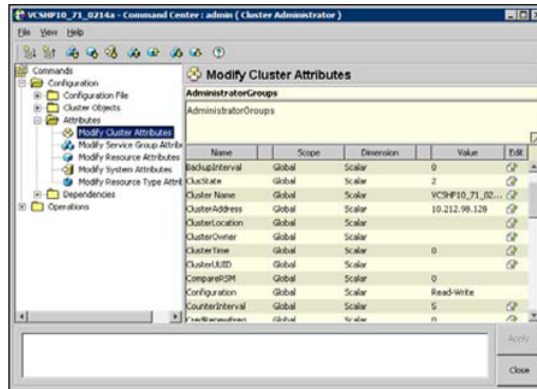 VCSHP10_71_0214a - Command Center : admin ( Cluster Administrator )
File View Help
Commands
Configuration
Configuration File
Cluster Objects
Attributes
Modify Cluster Attributes
Modify Service Group Attrib
Modify Resource Attributes
Modify System Attributes
Modify Resource Type Attrib
Dependencies
Operations
Modify Cluster Attributes
AdministratorGroups
AdministratorGroups
Name Scope Dimension Value Edit
BackupInterval Global Scalar 0
ClusState Global Scalar 2
Cluster Name Global Scalar VCSHP10_71_02...
ClusterAddress Global Scalar 10.212.98.128
ClusterLocation Global Scalar
ClusterOwner Global Scalar
ClusterTime Global Scalar 0
ClusterUUID Global Scalar
CompareRSM Global Scalar 0
Configuration Global Scalar Read-Write
CounterInterval Global Scalar 5
CredRenewFreq Global Scalar 0
Apply
Close